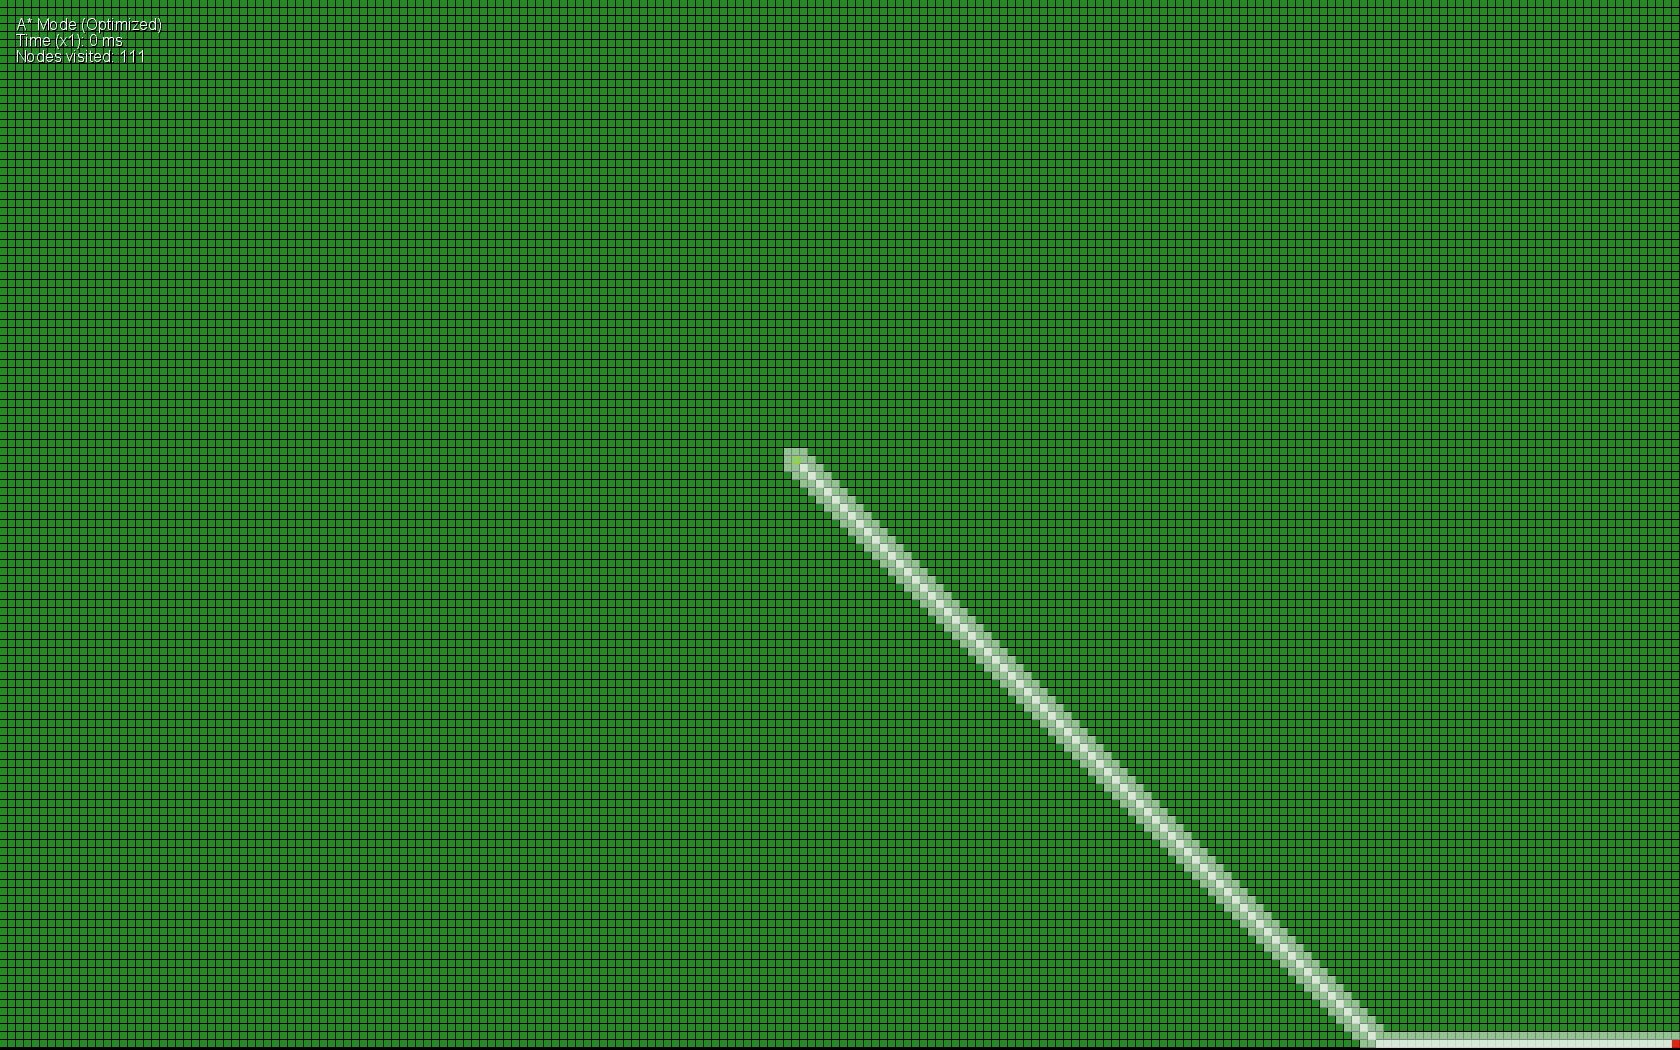 A* Mode (Optimized)
Time (x1): 0 ms
Nodes visited: 111